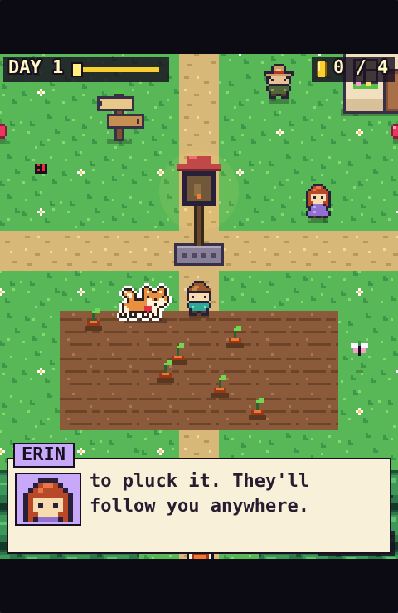 DAY 1
0 / 4
ERIN
to pluck it. They'll
follow you anywhere.